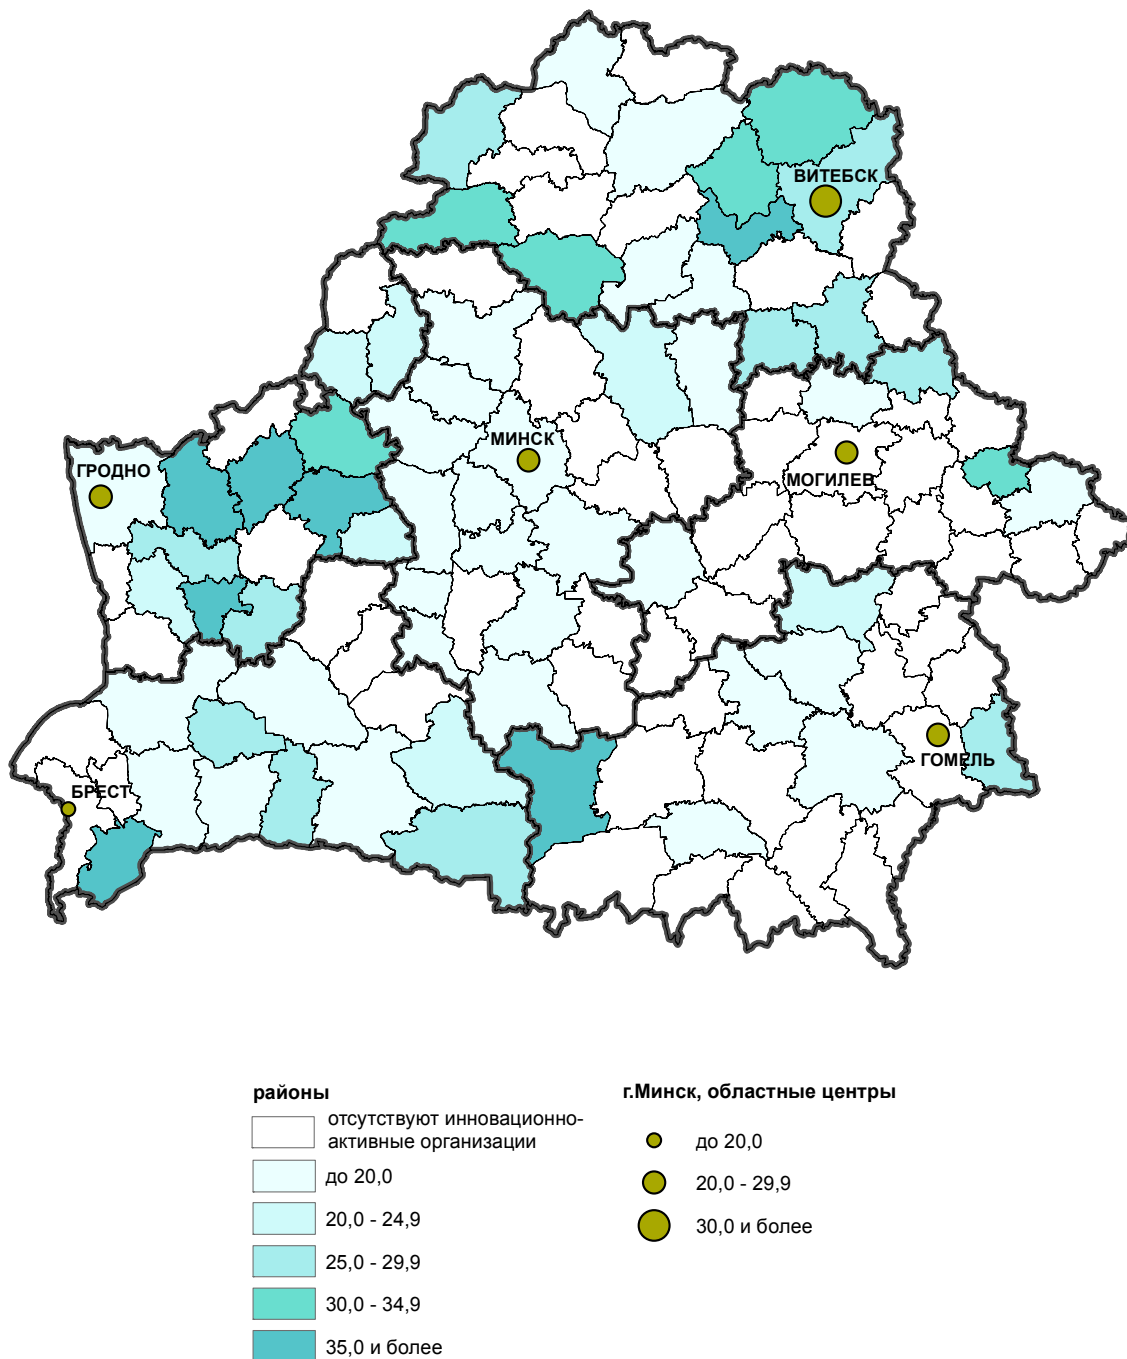 ВИТЕБСК
МИНСК
ГРОДНО
МОГИЛЕВ
ГОМЕЛЬ
БРЕСТ
районы
отсутствуют инновационно-
активные организации
до 20,0
20,0 - 24,9
25,0 - 29,9
30,0 - 34,9
35,0 и более
г.Минск, областные центры
до 20,0
20,0 - 29,9
30,0 и более